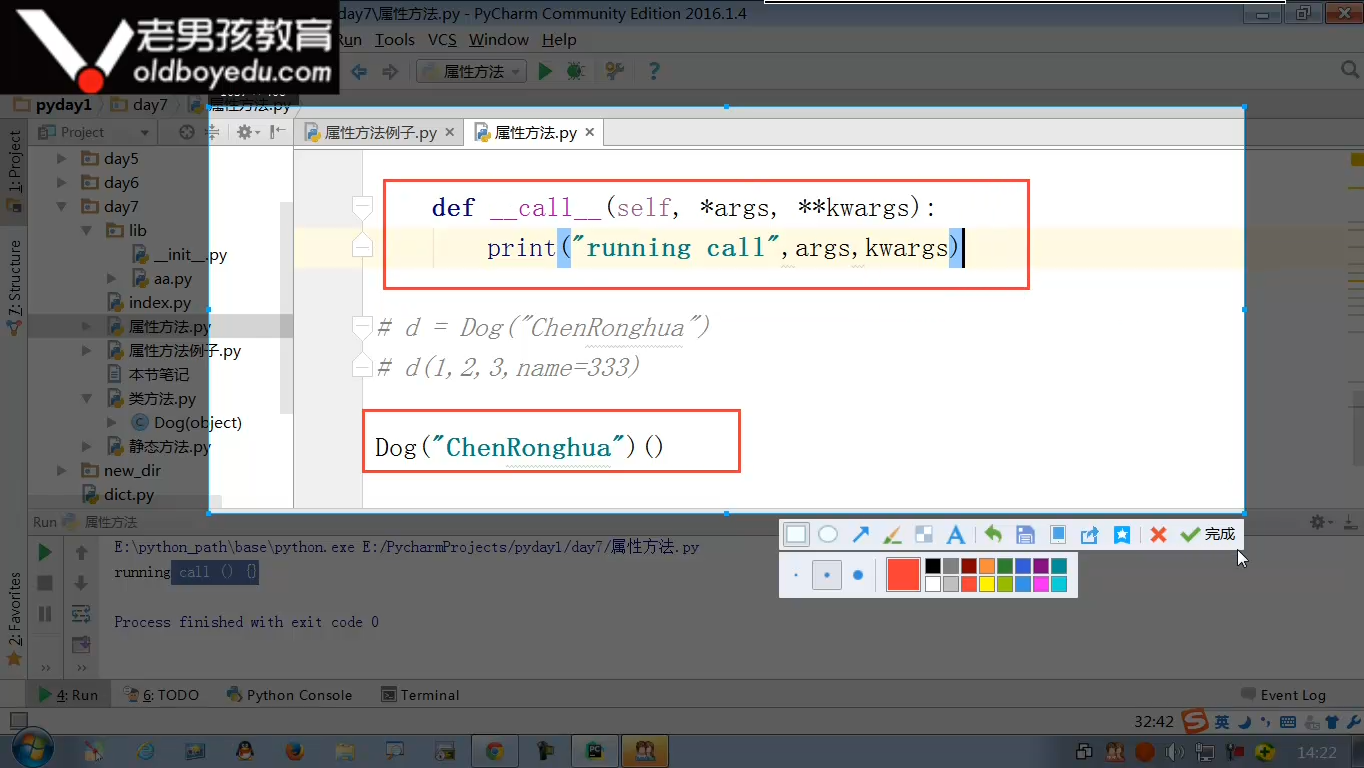 day7\属性方法.py - PyCharm Community Edition 2016.1.4
老男孩教育
oldboyedu.com
Run Tools VCS Window Help
属性方法
pyday1 day7 属性方法.py
Project 属性方法例子.py 属性方法.py
1: Project
7: Structure
2: Favorites
day5
day6
day7
lib
__init__.py
aa.py
index.py
属性方法.py
属性方法例子.py
本节笔记
类方法.py
Dog(object)
静态方法.py
new_dir
dict.py
def __call__(self, *args, **kwargs):
print("running call",args,kwargs)
# d = Dog("ChenRonghua")
# d(1,2,3,name=333)
Dog("ChenRonghua")()
完成
Run 属性方法
E:\python_path\base\python.exe E:/PycharmProjects/pyday1/day7/属性方法.py
running call () {}
Process finished with exit code 0
4: Run 6: TODO Python Console Terminal Event Log
32:42 英
14:22